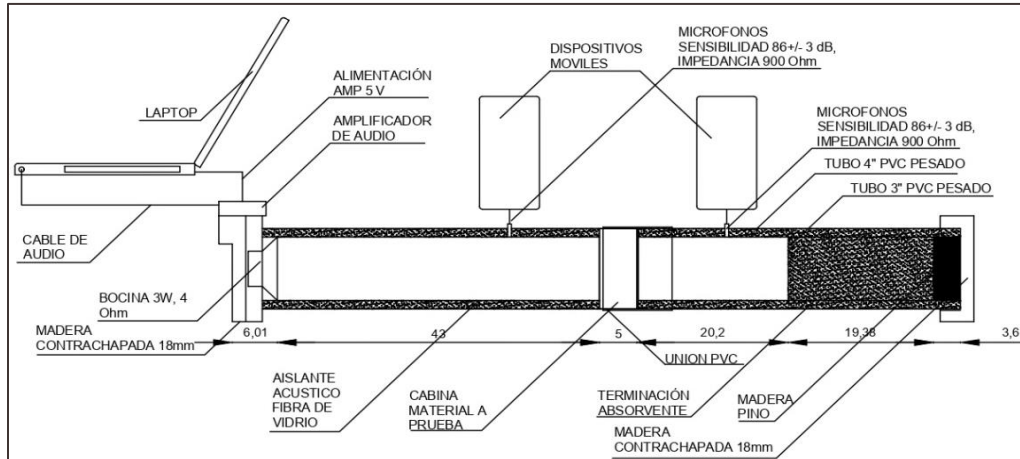 MICROFONOS
SENSIBILIDAD 86+/- 3 dB,
IMPEDANCIA 900 Ohm
DISPOSITIVOS
MOVILES
ALIMENTACIÓN
AMP 5 V
LAPTOP
AMPLIFICADOR
DE AUDIO
MICROFONOS
SENSIBILIDAD 86+/- 3 dB,
IMPEDANCIA 900 Ohm
TUBO 4" PVC PESADO
TUBO 3" PVC PESADO
CABLE DE
AUDIO
BOCINA 3W, 4
Ohm
MADERA
CONTRACHAPADA 18mm
6,01
43
5
20,2
19,38
3,6
UNION PVC
AISLANTE
ACUSTICO
FIBRA DE
VIDRIO
CABINA
MATERIAL A
PRUEBA
TERMINACIÓN
ABSORVENTE
MADERA
PINO
MADERA
CONTRACHAPADA 18mm